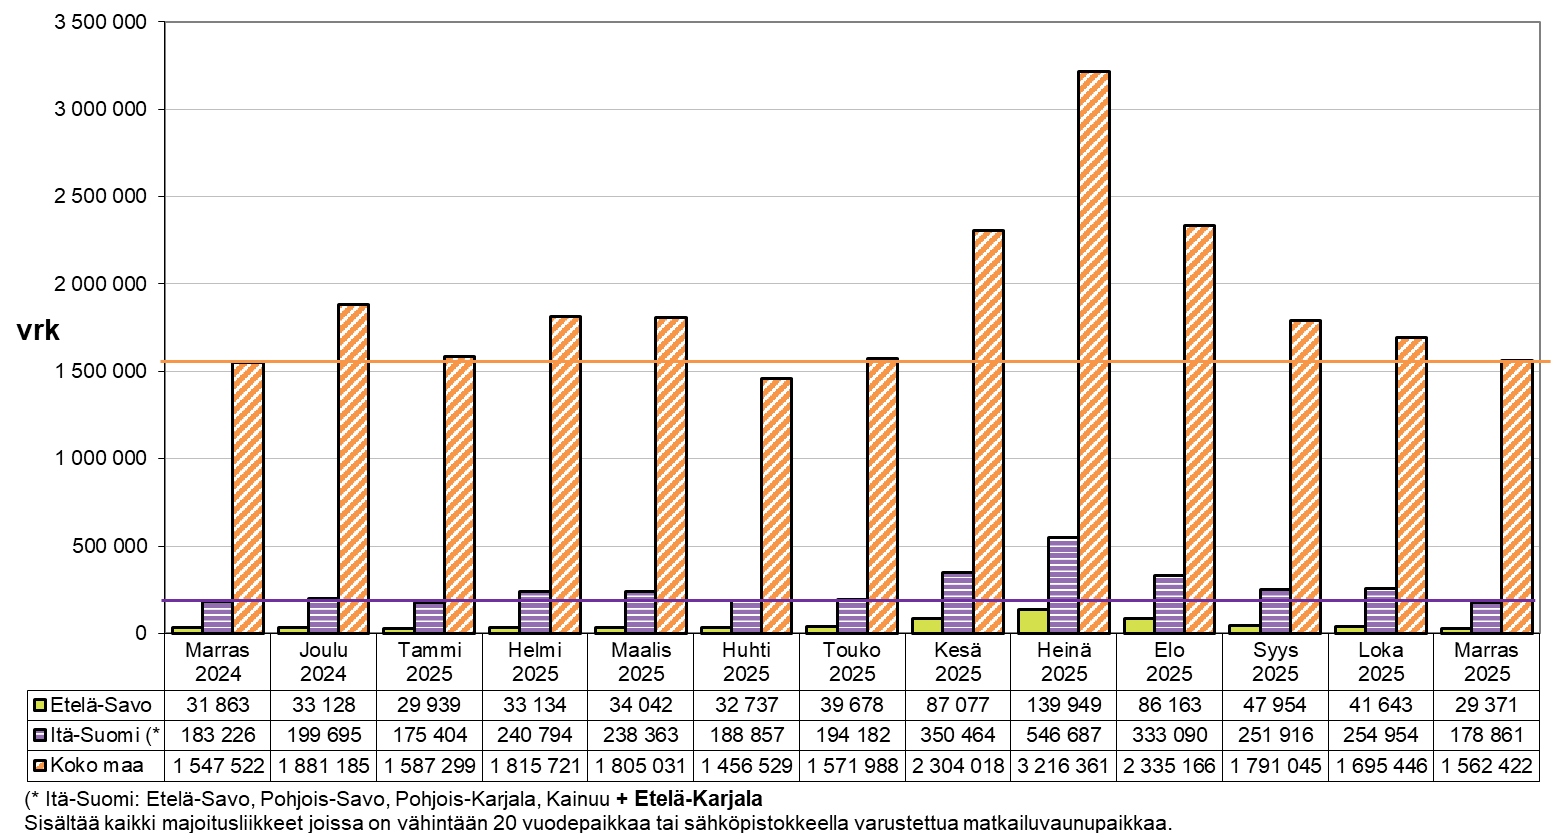 3 500 000
3 000 000
2 500 000
2 000 000
vrk
1 500 000
1 000 000
500 000
0
Marras 2024 Joulu 2024 Tammi 2025 Helmi 2025 Maalis 2025 Huhti 2025 Touko 2025 Kesä 2025 Heinä 2025 Elo 2025 Syys 2025 Loka 2025 Marras 2025
Etelä-Savo 31 863 33 128 29 939 33 134 34 042 32 737 39 678 87 077 139 949 86 163 47 954 41 643 29 371
Itä-Suomi (* 183 226 199 695 175 404 240 794 238 363 188 857 194 182 350 464 546 687 333 090 251 916 254 954 178 861
Koko maa 1 547 522 1 881 185 1 587 299 1 815 721 1 805 031 1 456 529 1 571 988 2 304 018 3 216 361 2 335 166 1 791 045 1 695 446 1 562 422
(* Itä-Suomi: Etelä-Savo, Pohjois-Savo, Pohjois-Karjala, Kainuu + Etelä-Karjala
Sisältää kaikki majoitusliikkeet joissa on vähintään 20 vuodepaikkaa tai sähköpistokkeella varustettua matkailuvaunupaikkaa.